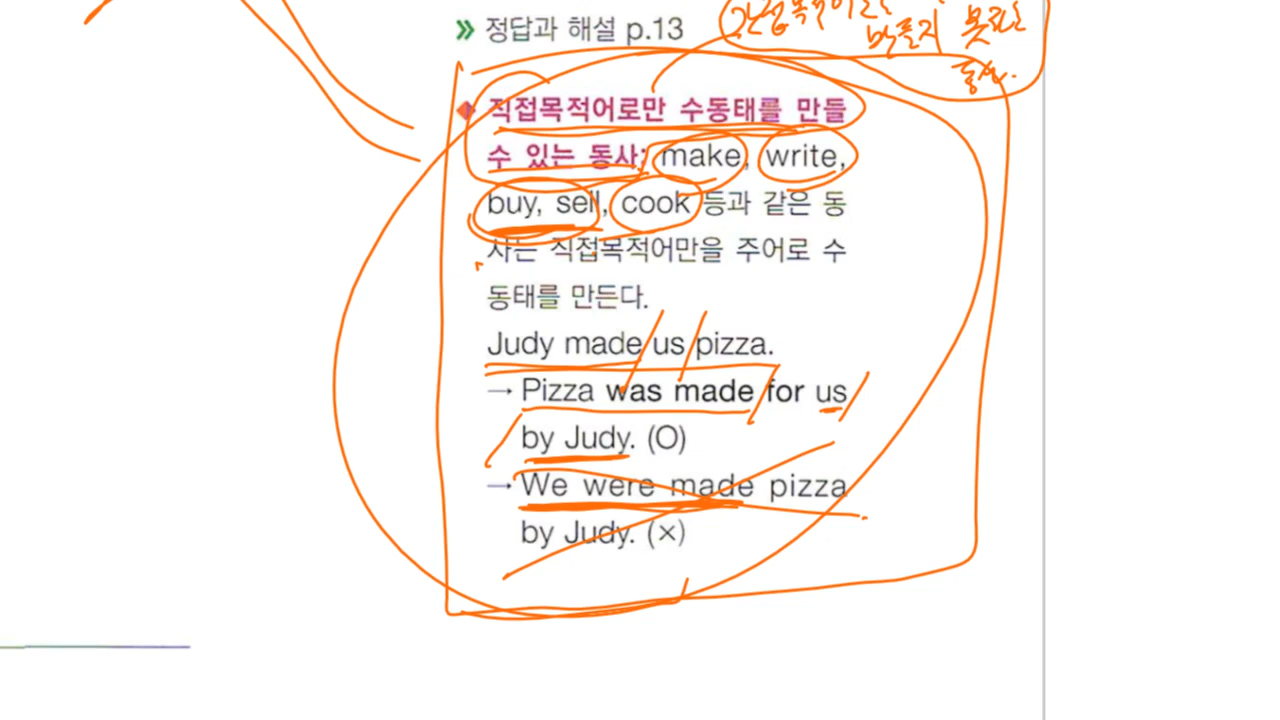 » 정답과 해설 p.13
간접목적어로는
받을지 못하는
동사.
◆ 직접목적어로만 수동태를 만들
수 있는 동사: make, write,
buy, sell, cook 등과 같은 동
사는 직접목적어만을 주어로 수
동태를 만든다.
Judy made us pizza.
→ Pizza was made for us
by Judy. (O)
→ We were made pizza
by Judy. (×)